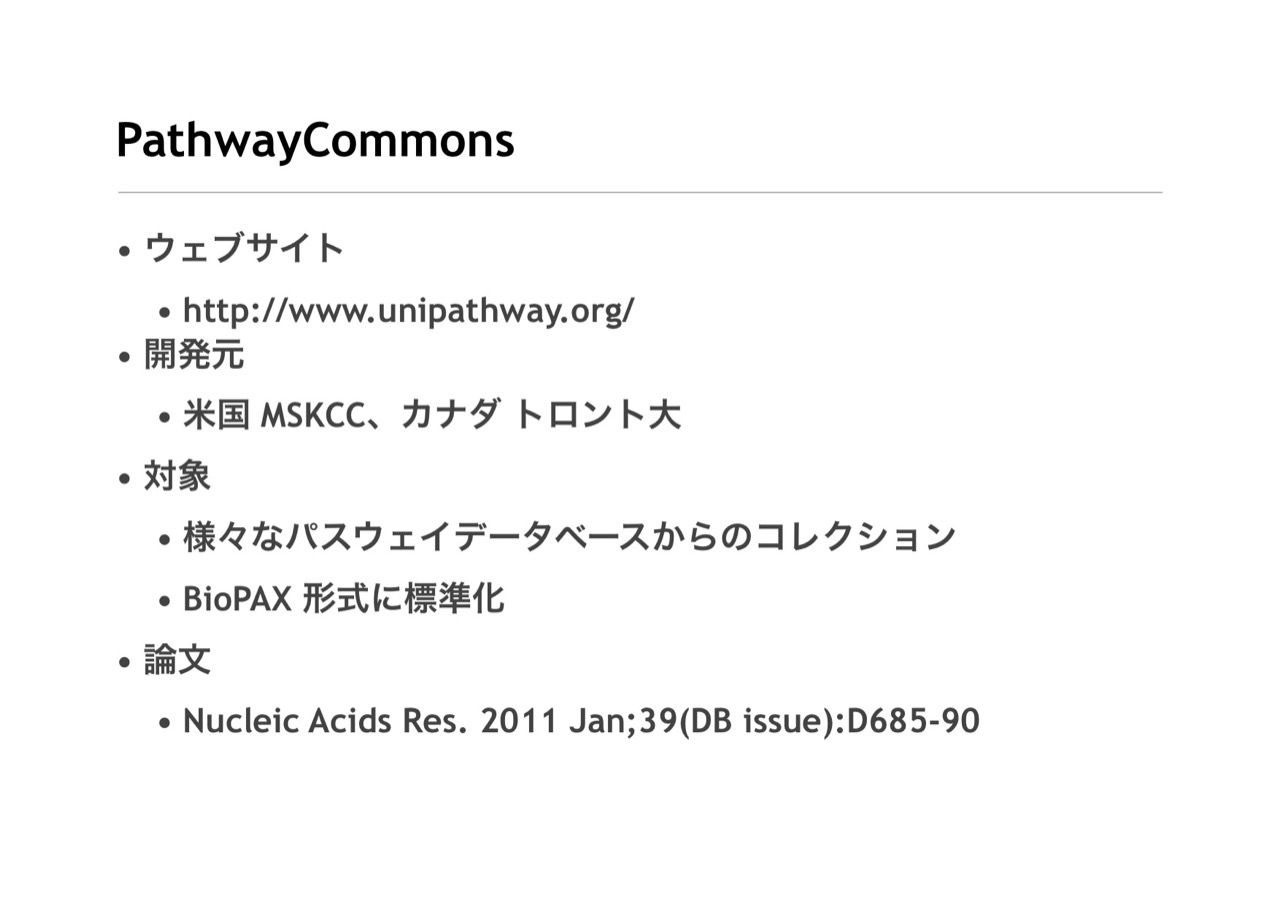 PathwayCommons
• ウェブサイト
• http://www.unipathway.org/
• 開発元
• 米国 MSKCC、カナダ トロント大
• 対象
• 様々なパスウェイデータベースからのコレクション
• BioPAX 形式に標準化
• 論文
• Nucleic Acids Res. 2011 Jan;39(DB issue):D685-90